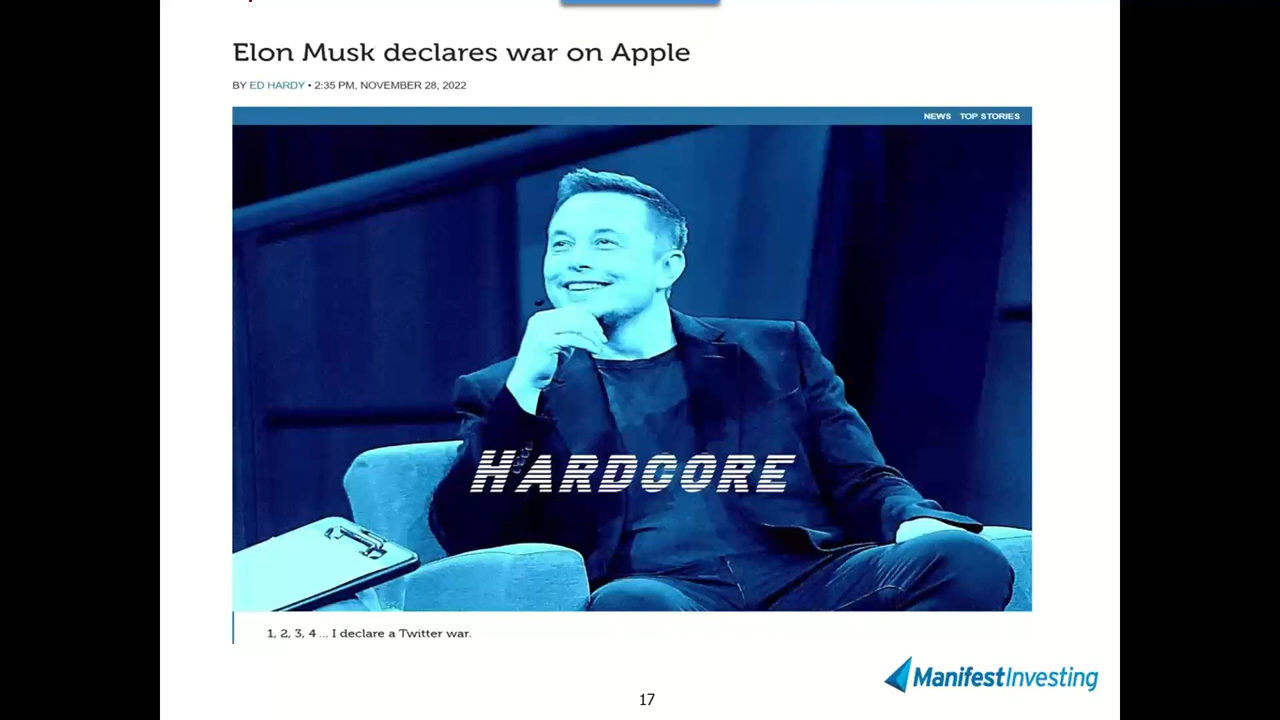 Elon Musk declares war on Apple
BY ED HARDY • 2:35 PM, NOVEMBER 28, 2022
NEWS TOP STORIES
HARDCORE
1, 2, 3, 4 ... I declare a Twitter war.
ManifestInvesting
17